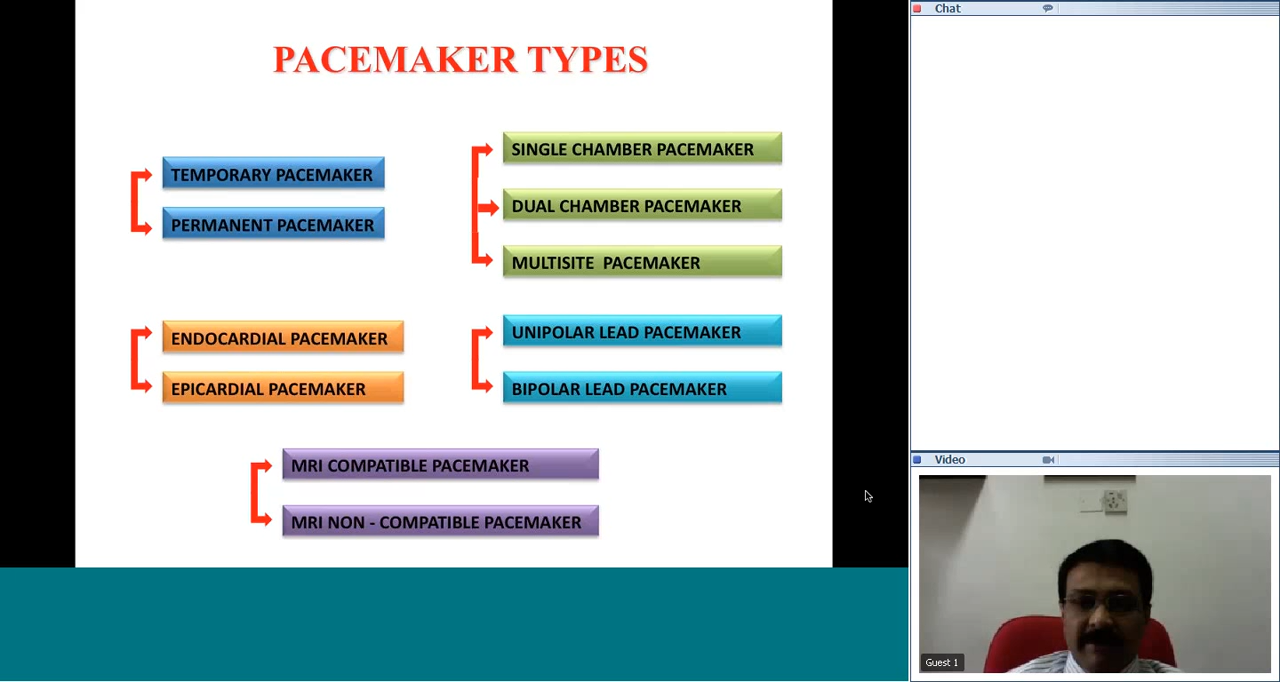 PACEMAKER TYPES
TEMPORARY PACEMAKER
PERMANENT PACEMAKER
SINGLE CHAMBER PACEMAKER
DUAL CHAMBER PACEMAKER
MULTISITE PACEMAKER
ENDOCARDIAL PACEMAKER
EPICARDIAL PACEMAKER
UNIPOLAR LEAD PACEMAKER
BIPOLAR LEAD PACEMAKER
MRI COMPATIBLE PACEMAKER
MRI NON - COMPATIBLE PACEMAKER
Chat
Video
Guest 1